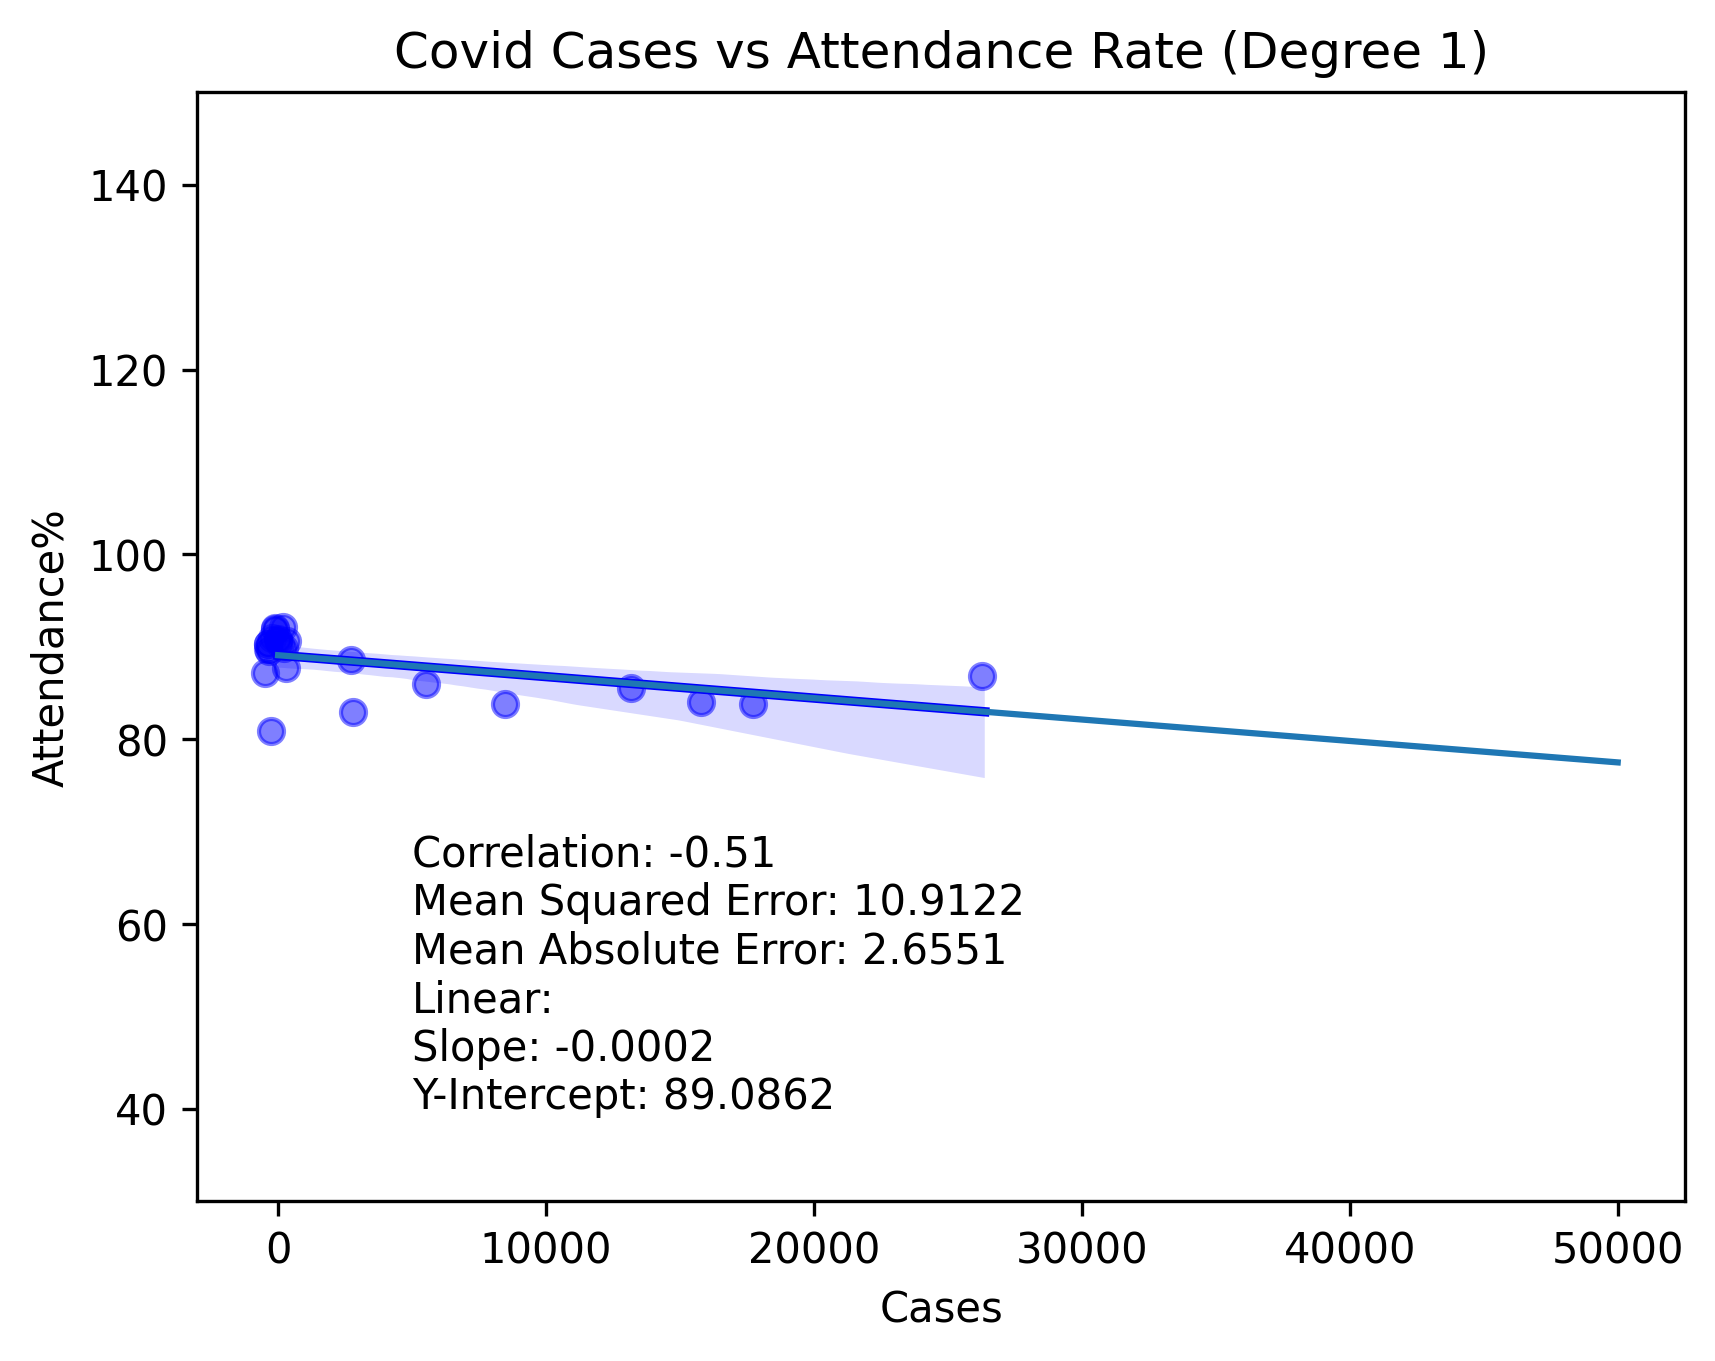 Covid Cases vs Attendance Rate (Degree 1)
140
120
100
80
60
40
Attendance%
Correlation: -0.51
Mean Squared Error: 10.9122
Mean Absolute Error: 2.6551
Linear:
Slope: -0.0002
Y-Intercept: 89.0862
0 10000 20000 30000 40000 50000
Cases